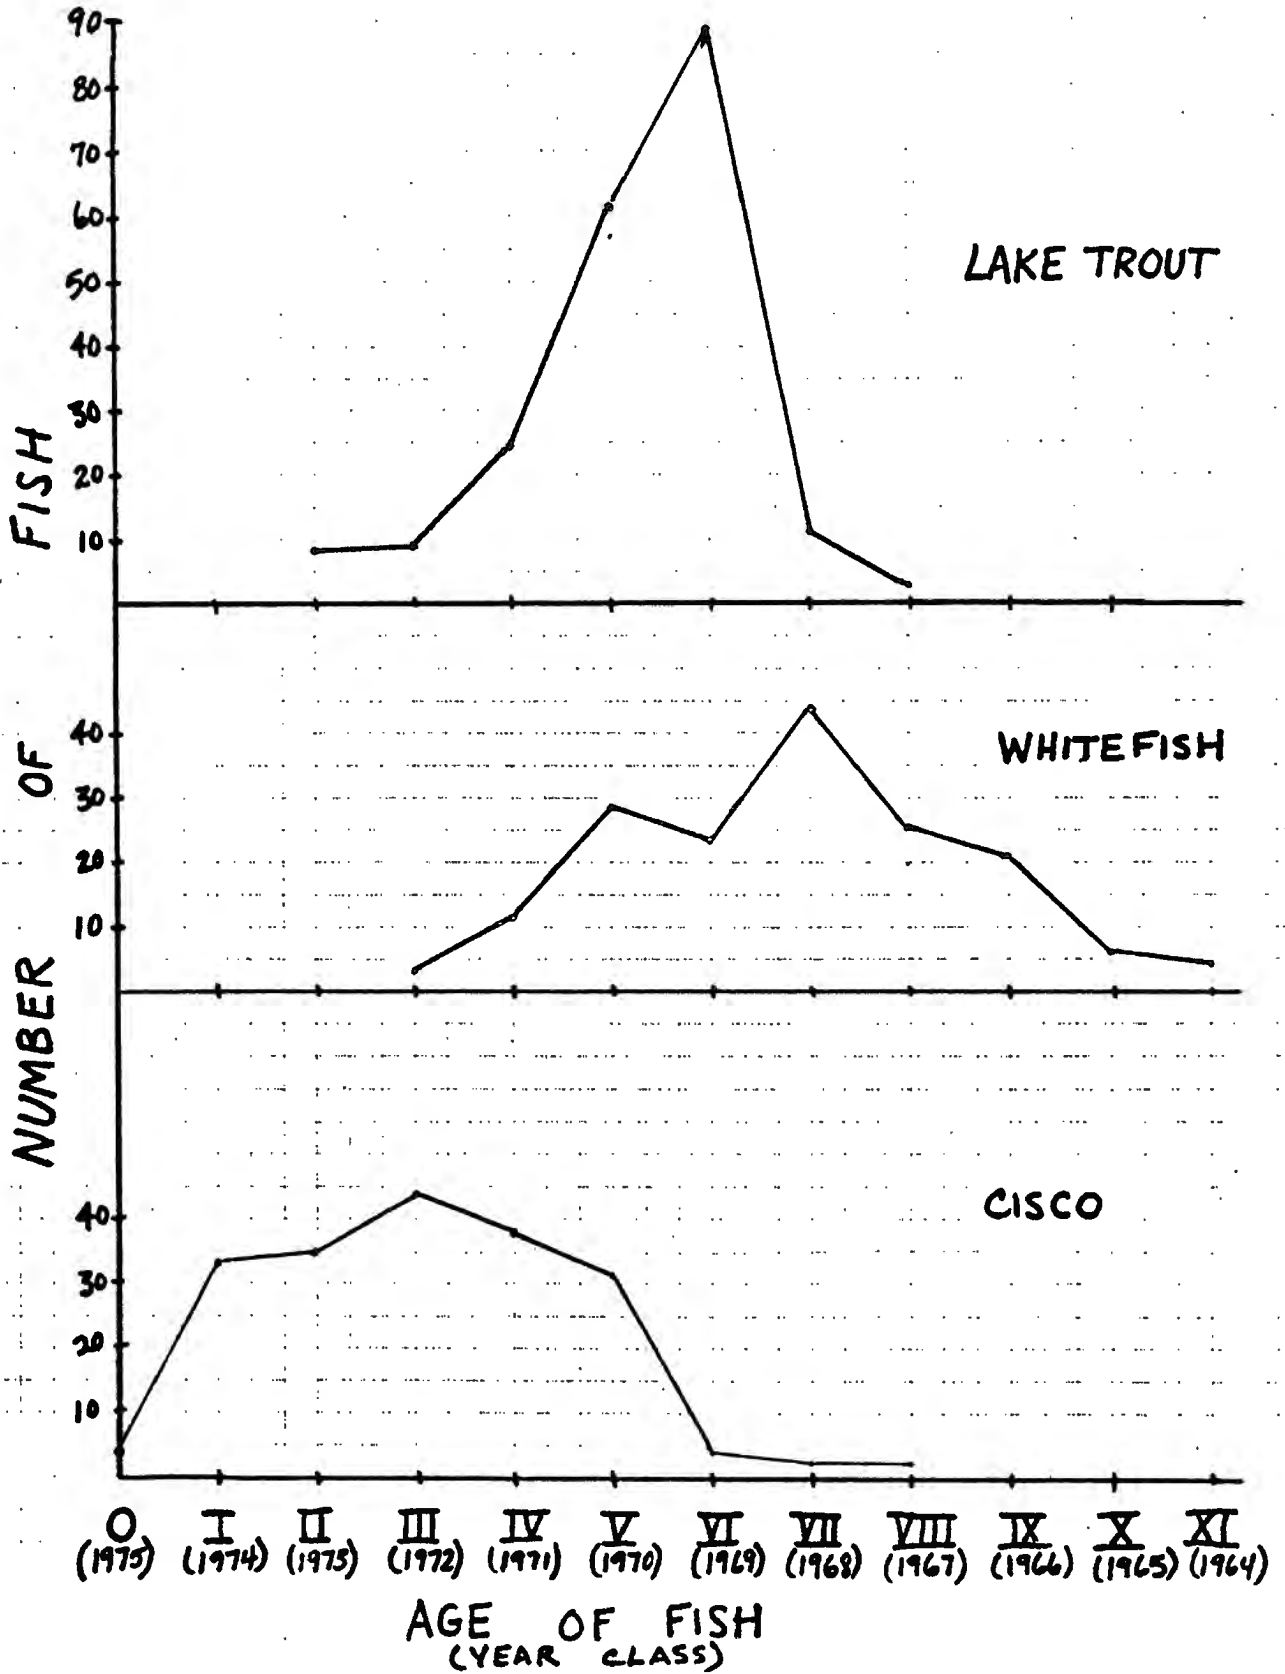 90
80
70
60
50
40
30
20
10
LAKE TROUT
40
30
20
10
WHITEFISH
40
30
20
10
CISCO
NUMBER OF FISH
O I II III IV V VI VII VIII IX X XI
(1975) (1974) (1973) (1972) (1971) (1970) (1969) (1968) (1967) (1966) (1965) (1964)
AGE OF FISH
(YEAR CLASS)